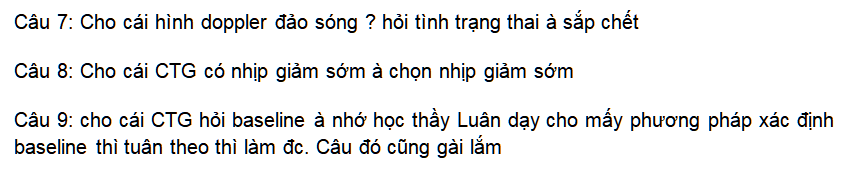 Câu 7: Cho cái hình doppler đảo sóng ? hỏi tình trạng thai à sắp chết
Câu 8: Cho cái CTG có nhịp giảm sớm à chọn nhịp giảm sớm
Câu 9: cho cái CTG hỏi baseline à nhớ học thầy Luân dạy cho mấy phương pháp xác định
baseline thì tuân theo thì làm đc. Câu đó cũng gài lắm